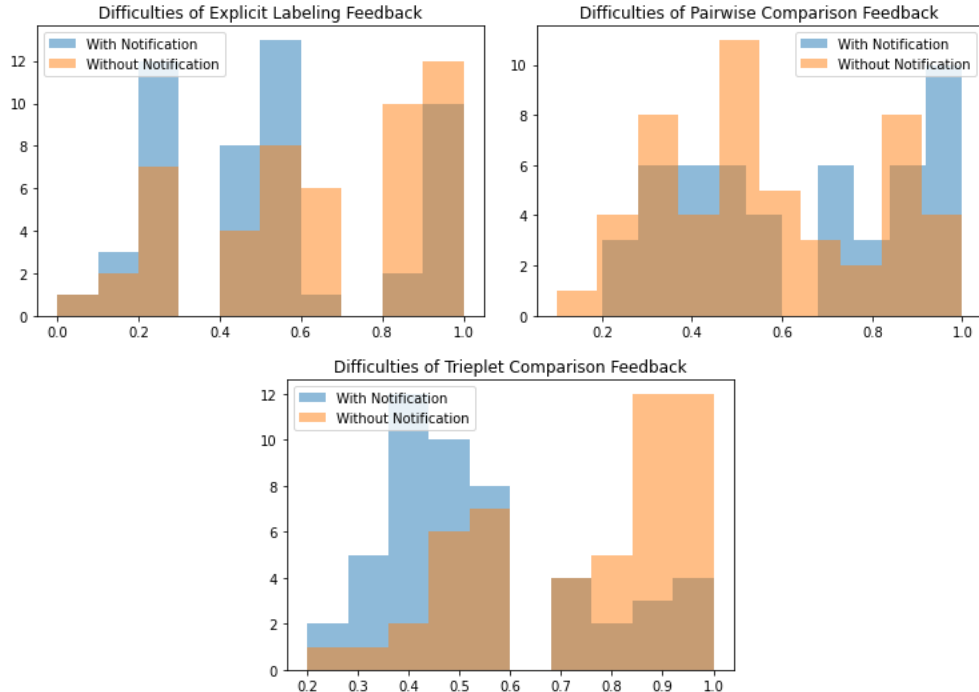 Difficulties of Explicit Labeling Feedback
With Notification
Without Notification
12
10
8
6
4
2
0
0.0 0.2 0.4 0.6 0.8 1.0
Difficulties of Pairwise Comparison Feedback
With Notification
Without Notification
10
8
6
4
2
0
0.2 0.4 0.6 0.8 1.0
Difficulties of Trieplet Comparison Feedback
With Notification
Without Notification
12
10
8
6
4
2
0
0.2 0.3 0.4 0.5 0.6 0.7 0.8 0.9 1.0